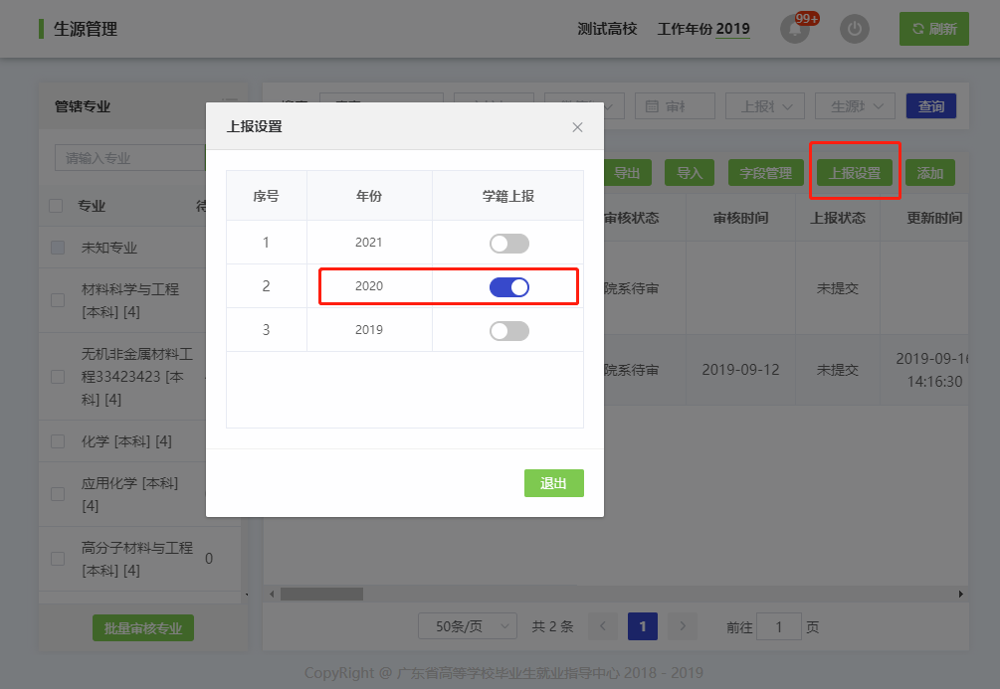 生源管理
测试高校 工作年份 2019
99+
刷新
管辖专业
请输入专业
专业 待
未知专业
材料科学与工程
[本科] [4]
无机非金属材料工
程33423423 [本
科] [4]
化学 [本科] [4]
应用化学 [本科]
[4]
高分子材料与工程
[本科] [4]
0
批量审核专业
上报状
生源地
查询
导出
导入
字段管理
上报设置
添加
审核状态 审核时间 上报状态 更新时间
院系待审 未提交
院系待审 2019-09-12 未提交 2019-09-16
14:16:30
上报设置
序号 年份 学籍上报
1 2021
2 2020
3 2019
退出
50条/页 共 2 条 1 前往 1 页
CopyRight @ 广东省高等学校毕业生就业指导中心 2018 - 2019